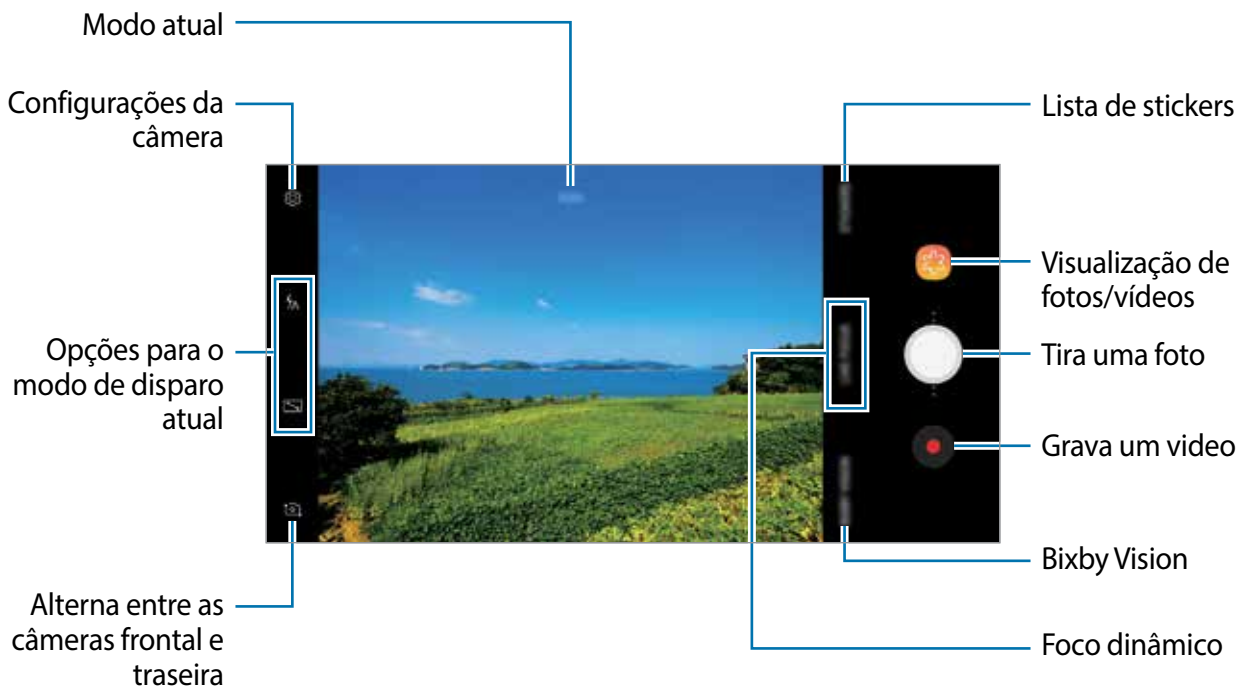 Modo atual
Configurações da
câmera
Opções para o
modo de disparo
atual
Alterna entre as
câmeras frontal e
traseira
Lista de stickers
Visualização de
fotos/vídeos
Tira uma foto
Grava um video
Bixby Vision
Foco dinâmico